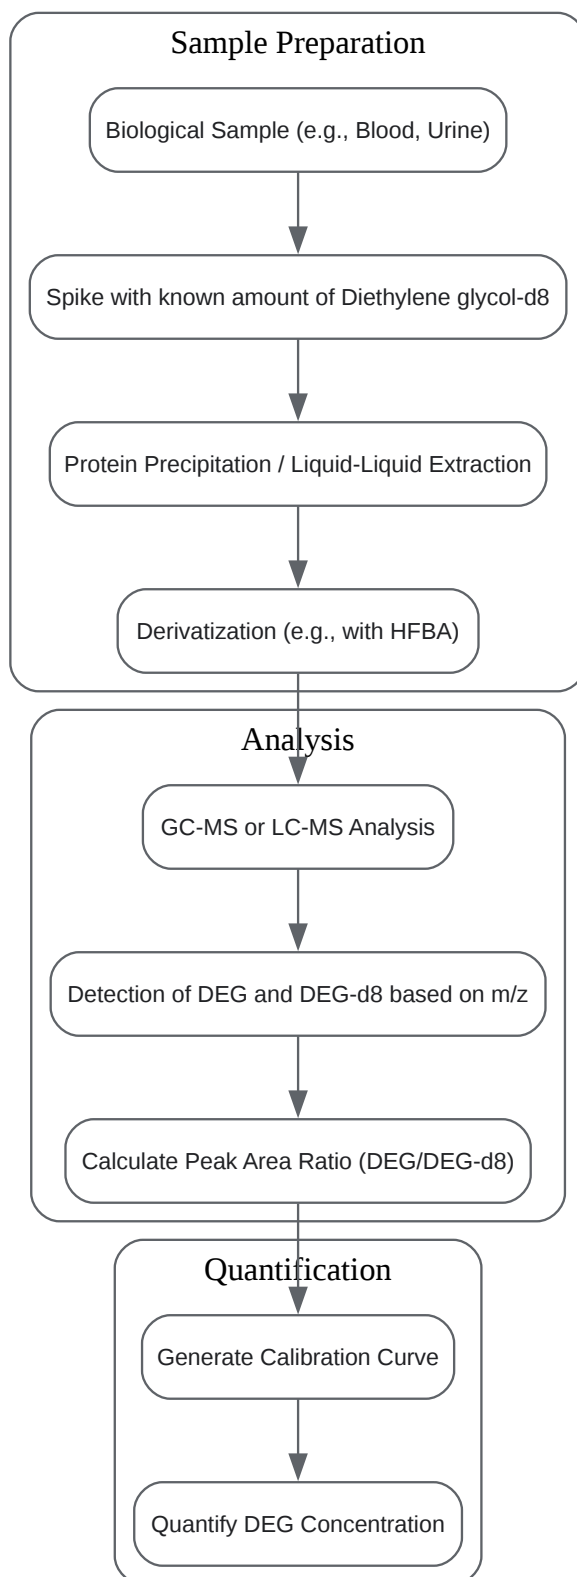 Sample Preparation
Biological Sample (e.g., Blood, Urine)
Spike with known amount of Diethylene glycol-d8
Protein Precipitation / Liquid-Liquid Extraction
Derivatization (e.g., with HFBA)
Analysis
GC-MS or LC-MS Analysis
Detection of DEG and DEG-d8 based on m/z
Calculate Peak Area Ratio (DEG/DEG-d8)
Quantification
Generate Calibration Curve
Quantify DEG Concentration